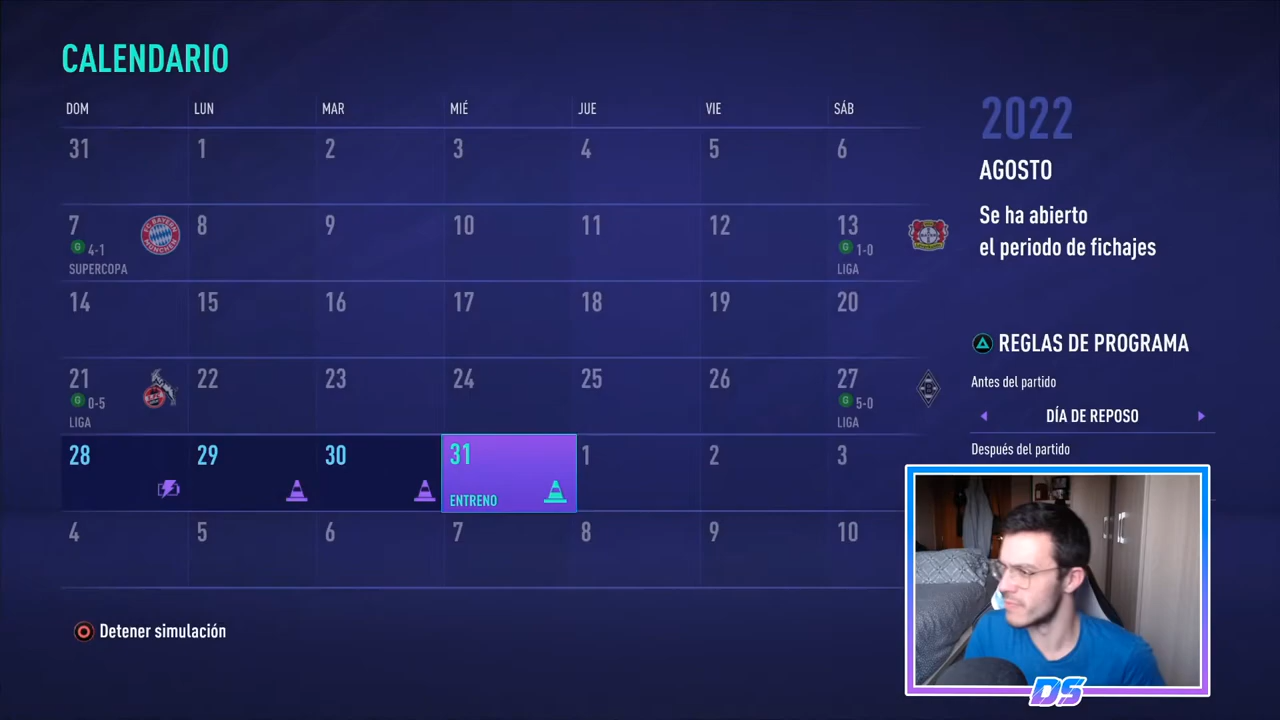 CALENDARIO
DOM LUN MAR MIÉ JUE VIE SÁB
31 1 2 3 4 5 6
7 8 9 10 11 12 13
4-1 1-0
SUPERCOPA LIGA
14 15 16 17 18 19 20
21 22 23 24 25 26 27
0-5 5-0
LIGA LIGA
28 29 30 31 1 2 3
ENTRENO
4 5 6 7 8 9 10
Detener simulación
2022
AGOSTO
Se ha abierto
el periodo de fichajes
REGLAS DE PROGRAMA
Antes del partido
DÍA DE REPOSO
Después del partido
DS